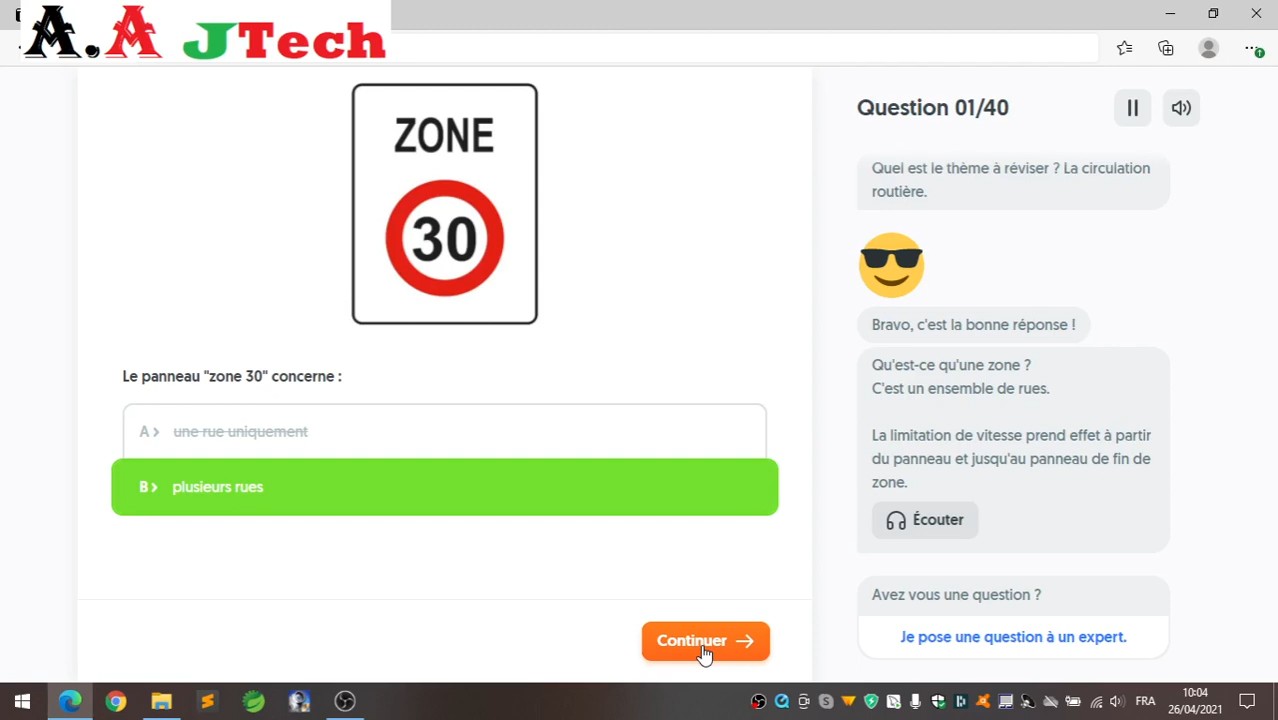 A.A JTech
ZONE
30
Le panneau "zone 30" concerne :
A > une rue uniquement
B > plusieurs rues
Continuer →
Question 01/40
Quel est le thème à réviser ? La circulation
routière.
Bravo, c'est la bonne réponse !
Qu'est-ce qu'une zone ?
C'est un ensemble de rues.
La limitation de vitesse prend effet à partir
du panneau et jusqu'au panneau de fin de
zone.
Écouter
Avez vous une question ?
Je pose une question à un expert.
FRA
10:04
26/04/2021